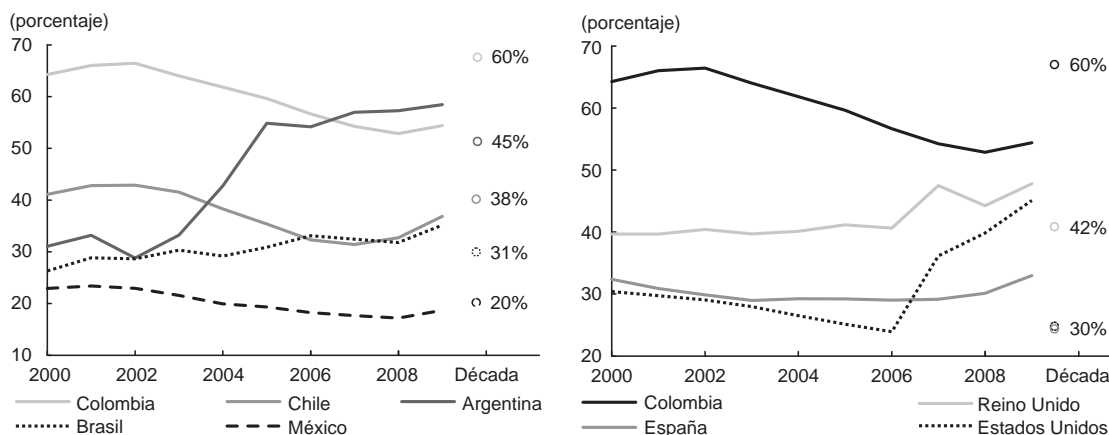 (porcentaje)
70
60
50
40
30
20
10
60%
45%
38%
31%
20%
2000 2002 2004 2006 2008 Década
Colombia Chile Argentina
Brasil México
(porcentaje)
70
60
50
40
30
20
60%
42%
30%
2000 2002 2004 2006 2008 Década
Colombia Reino Unido
España Estados Unidos